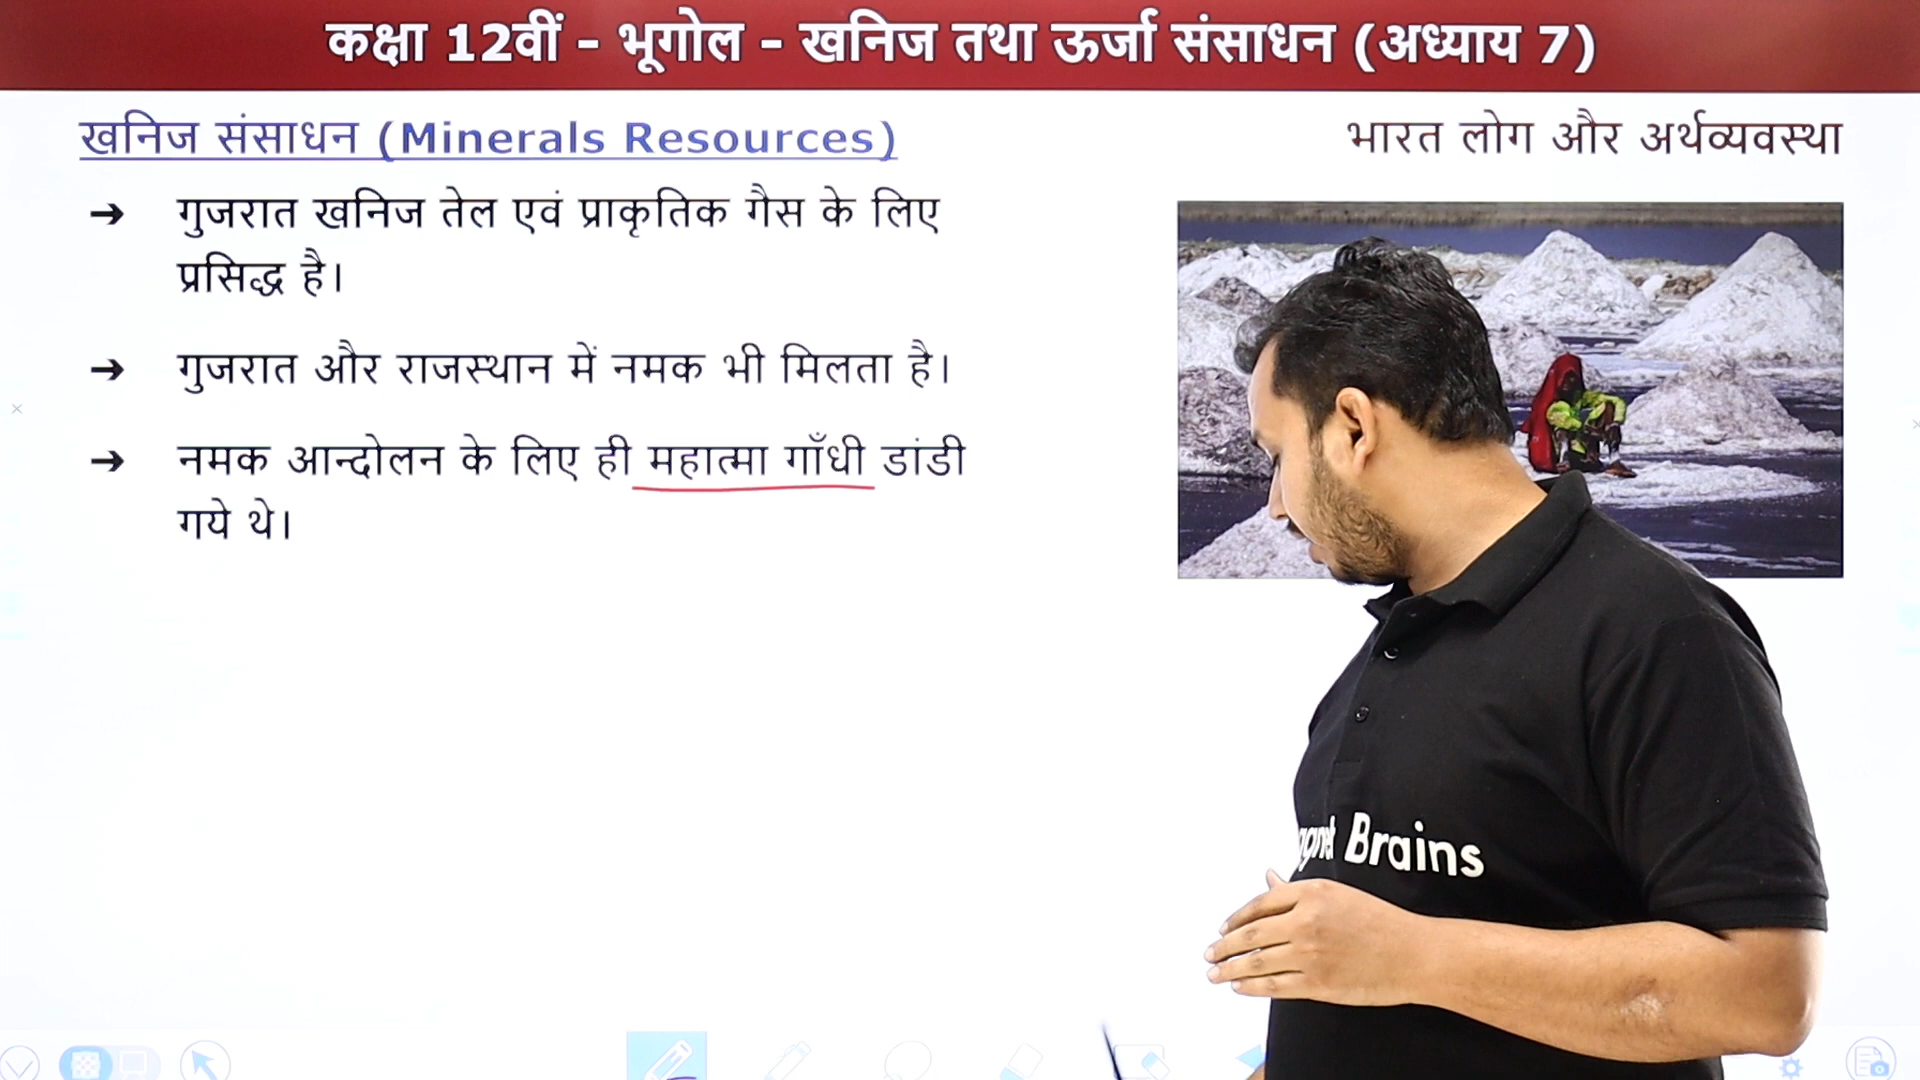 कक्षा 12वीं - भूगोल - खनिज तथा ऊर्जा संसाधन (अध्याय 7)
खनिज संसाधन (Minerals Resources)
भारत लोग और अर्थव्यवस्था
➔ गुजरात खनिज तेल एवं प्राकृतिक गैस के लिए
प्रसिद्ध है।
➔ गुजरात और राजस्थान में नमक भी मिलता है।
➔ नमक आन्दोलन के लिए ही महात्मा गाँधी डांडी
गये थे।
Brains